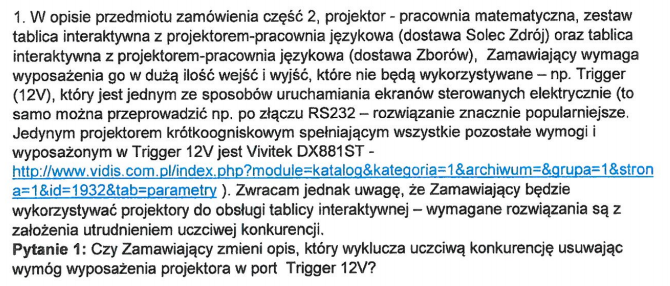 1. W opisie przedmiotu zamówienia część 2, projektor - pracownia matematyczna, zestaw
tablica interaktywna z projektorem-pracownia językowa (dostawa Solec Zdrój) oraz tablica
interaktywna z projektorem-pracownia językowa (dostawa Zborów), Zamawiający wymaga
wyposażenia go w dużą ilość wejść i wyjść, które nie będą wykorzystywane – np. Trigger
(12V), który jest jednym ze sposobów uruchamiania ekranów sterowanych elektrycznie (to
samo można przeprowadzić np. po złączu RS232 – rozwiązanie znacznie popularniejsze.
Jedynym projektorem krótkoogniskowym spełniającym wszystkie pozostałe wymogi i
wyposażonym w Trigger 12V jest Vivitek DX881ST -
http://www.vidis.com.pl/index.php?module=katalog&kategoria=1&archiwum=&grupa=1&stron
a=1&id=1932&tab=parametry ). Zwracam jednak uwagę, że Zamawiający będzie
wykorzystywać projektory do obsługi tablicy interaktywnej – wymagane rozwiązania są z
założenia utrudnieniem uczciwej konkurencji.
Pytanie 1: Czy Zamawiający zmieni opis, który wyklucza uczciwą konkurencję usuwając
wymóg wyposażenia projektora w port Trigger 12V?